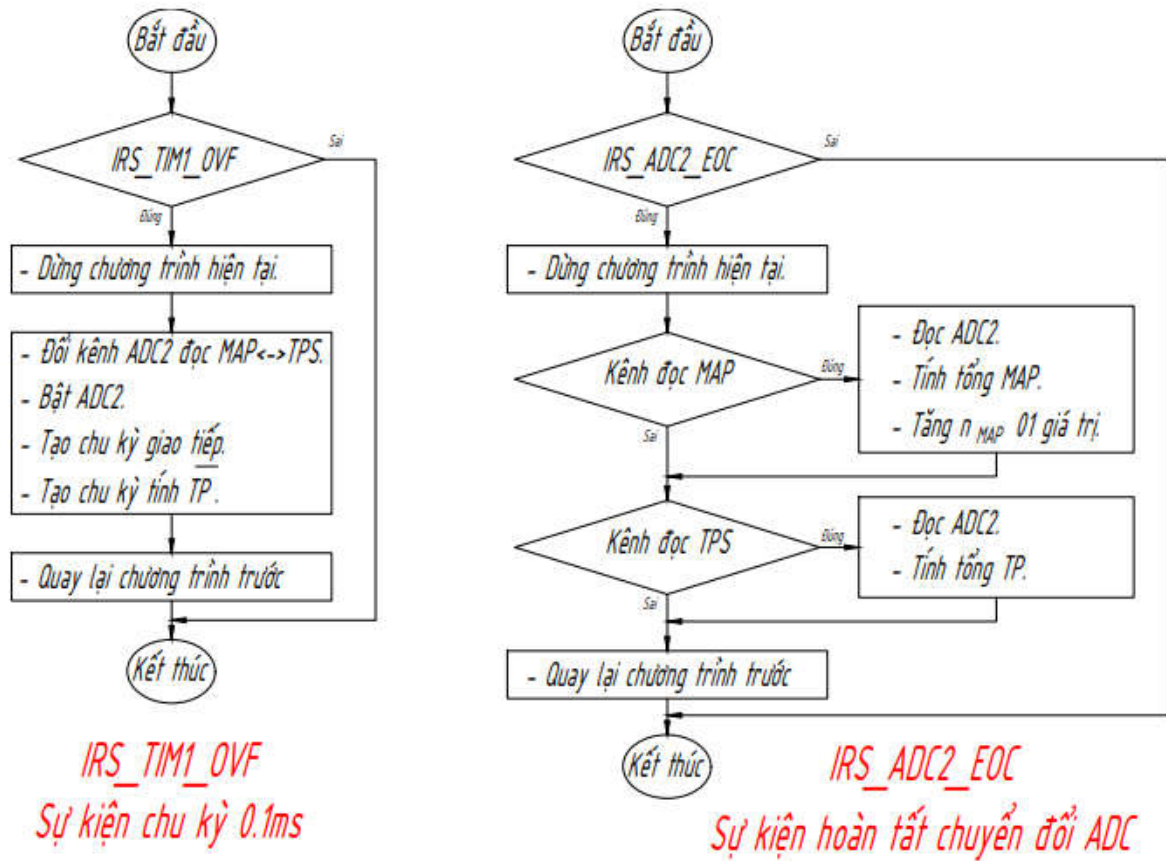 Bắt đầu
IRS_TIM1_OVF
Sai
Đúng
- Dừng chương trình hiện tại.
- Đổi kênh ADC2 đọc MAP<->TPS.
- Bật ADC2.
- Tạo chu kỳ giao tiếp.
- Tạo chu kỳ tính TP.
- Quay lại chương trình trước
Kết thúc
IRS_TIM1_OVF
Sự kiện chu kỳ 0.1ms
Bắt đầu
IRS_ADC2_EOC
Sai
Đúng
- Dừng chương trình hiện tại.
Kênh đọc MAP
Đúng
Sai
- Đọc ADC2.
- Tính tổng MAP.
- Tăng n MAP 01 giá trị.
Kênh đọc TPS
Đúng
Sai
- Đọc ADC2.
- Tính tổng TP.
- Quay lại chương trình trước
Kết thúc
IRS_ADC2_EOC
Sự kiện hoàn tất chuyển đổi ADC